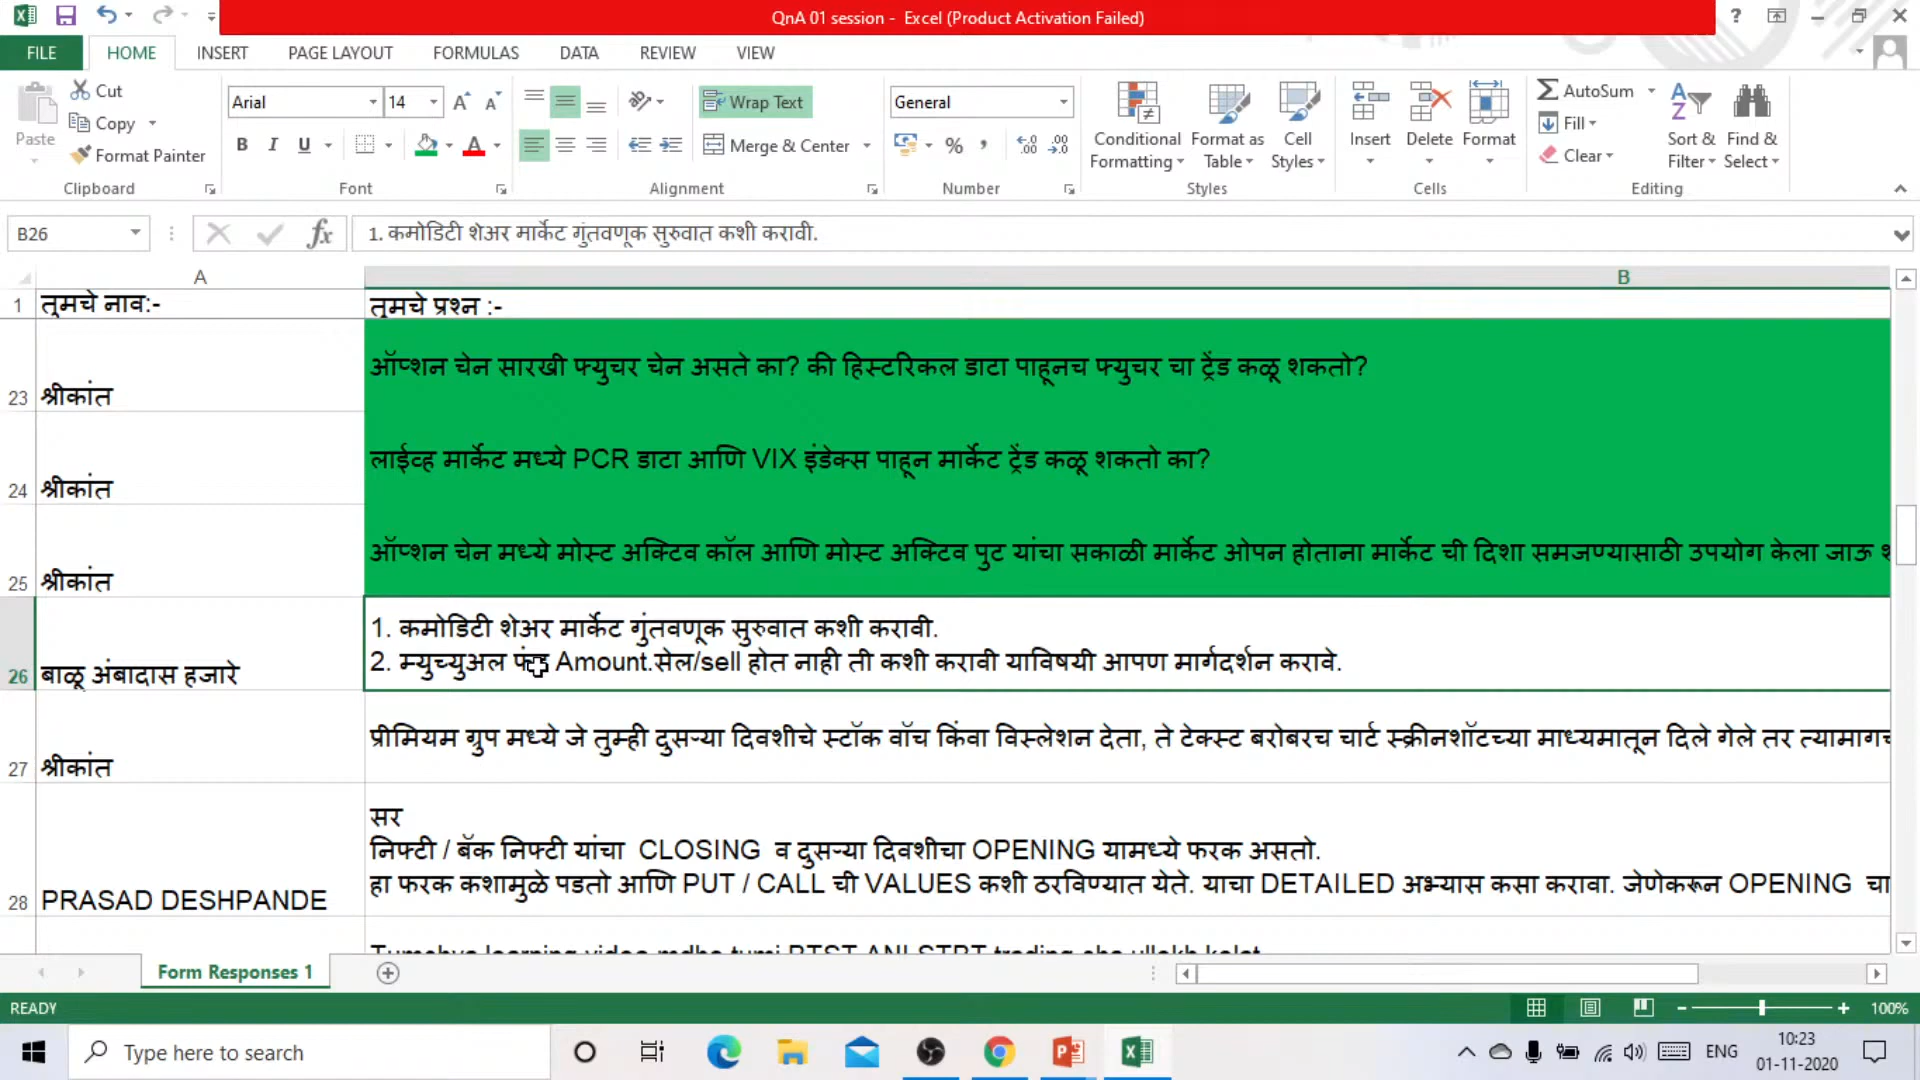 QnA 01 session - Excel (Product Activation Failed)
FILE HOME INSERT PAGE LAYOUT FORMULAS DATA REVIEW VIEW
Paste
Cut
Copy
Format Painter
Clipboard
Arial 14
B I U
Font
Wrap Text
Merge & Center
Alignment
General
%
Number
Conditional Formatting
Format as Table
Cell Styles
Styles
Insert
Delete
Format
Cells
AutoSum
Fill
Clear
Sort & Filter
Find & Select
Editing
B26
fx
1. कमोडिटी शेअर मार्केट गुंतवणूक सुरुवात कशी करावी.
A B
1 तुमचे नाव:- तुमचे प्रश्न :-
23 श्रीकांत ऑप्शन चेन सारखी फ्युचर चेन असते का? की हिस्टरिकल डाटा पाहूनच फ्युचर चा ट्रेंड कळू शकतो?
24 श्रीकांत लाईव्ह मार्केट मध्ये PCR डाटा आणि VIX इंडेक्स पाहून मार्केट ट्रेंड कळू शकतो का?
25 श्रीकांत ऑप्शन चेन मध्ये मोस्ट अक्टिव कॉल आणि मोस्ट अक्टिव पुट यांचा सकाळी मार्केट ओपन होताना मार्केट ची दिशा समजण्यासाठी उपयोग केला जाऊ
26 बाळू अंबादास हजारे 1. कमोडिटी शेअर मार्केट गुंतवणूक सुरुवात कशी करावी.
2. म्युच्युअल फंड Amount.सेल/sell होत नाही ती कशी करावी याविषयी आपण मार्गदर्शन करावे.
27 श्रीकांत प्रीमियम ग्रुप मध्ये जे तुम्ही दुसऱ्या दिवशीचे स्टॉक वॉच किंवा विस्लेशन देता, ते टेक्स्ट बरोबरच चार्ट स्क्रीनशॉटच्या माध्यमातून दिले गेले तर
सर
निफ्टी / बॅक निफ्टी यांचा CLOSING व दुसऱ्या दिवशीचा OPENING यामध्ये फरक असतो.
28 PRASAD DESHPANDE हा फरक कशामुळे पडतो आणि PUT / CALL ची VALUES कशी ठरविण्यात येते. याचा DETAILED अभ्यास कसा करावा. जेणेकरून OPENING चा
Form Responses 1
READY
100%
Type here to search
ENG
10:23
01-11-2020